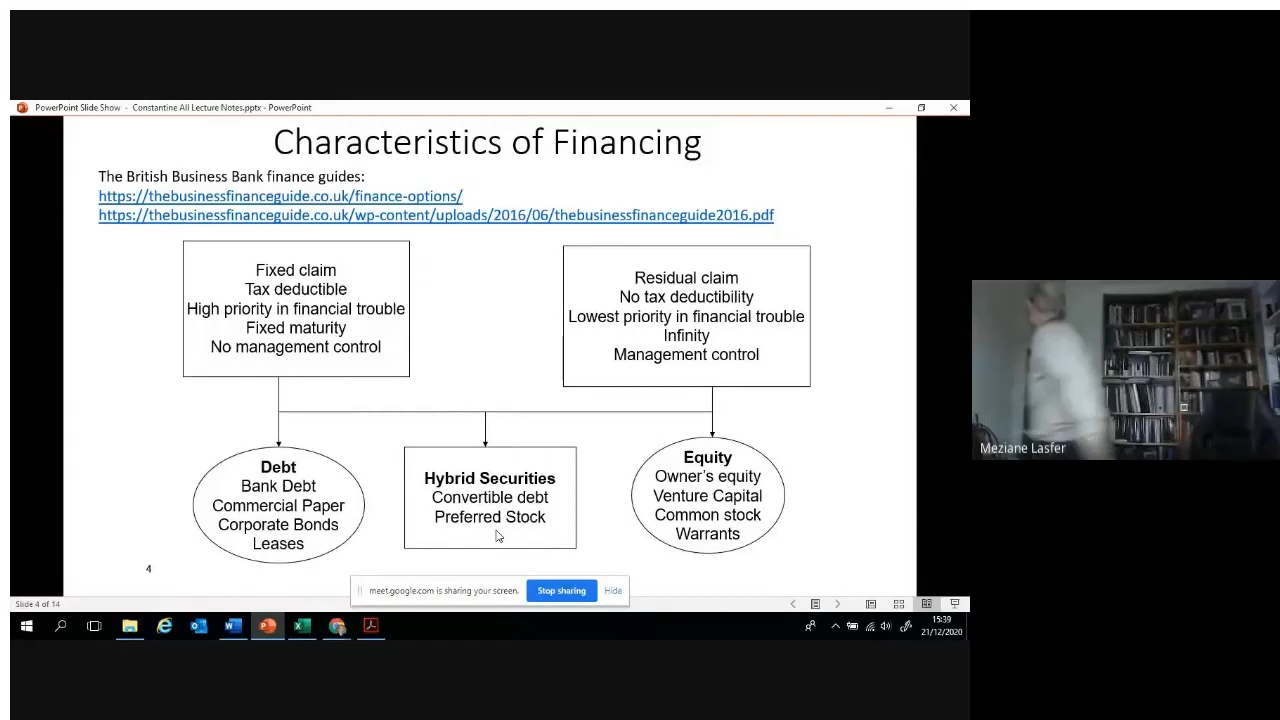 PowerPoint Slide Show - Constantine All Lecture Notes.pptx - PowerPoint
Characteristics of Financing
The British Business Bank finance guides:
https://thebusinessfinanceguide.co.uk/finance-options/
https://thebusinessfinanceguide.co.uk/wp-content/uploads/2016/06/thebusinessfinanceguide2016.pdf
Fixed claim
Tax deductible
High priority in financial trouble
Fixed maturity
No management control
Residual claim
No tax deductibility
Lowest priority in financial trouble
Infinity
Management control
Debt
Bank Debt
Commercial Paper
Corporate Bonds
Leases
Hybrid Securities
Convertible debt
Preferred Stock
Equity
Owner's equity
Venture Capital
Common stock
Warrants
4
meet.google.com is sharing your screen.
Stop sharing
Hide
Slide 4 of 14
15:39
21/12/2020
Meziane Lasfer